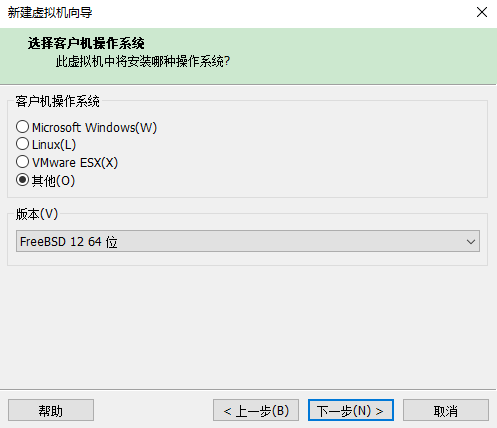 新建虚拟机向导
选择客户机操作系统
此虚拟机中将安装哪种操作系统?
客户机操作系统
Microsoft Windows(W)
Linux(L)
VMware ESX(X)
其他(O)
版本(V)
FreeBSD 12 64 位
帮助
< 上一步(B)
下一步(N) >
取消